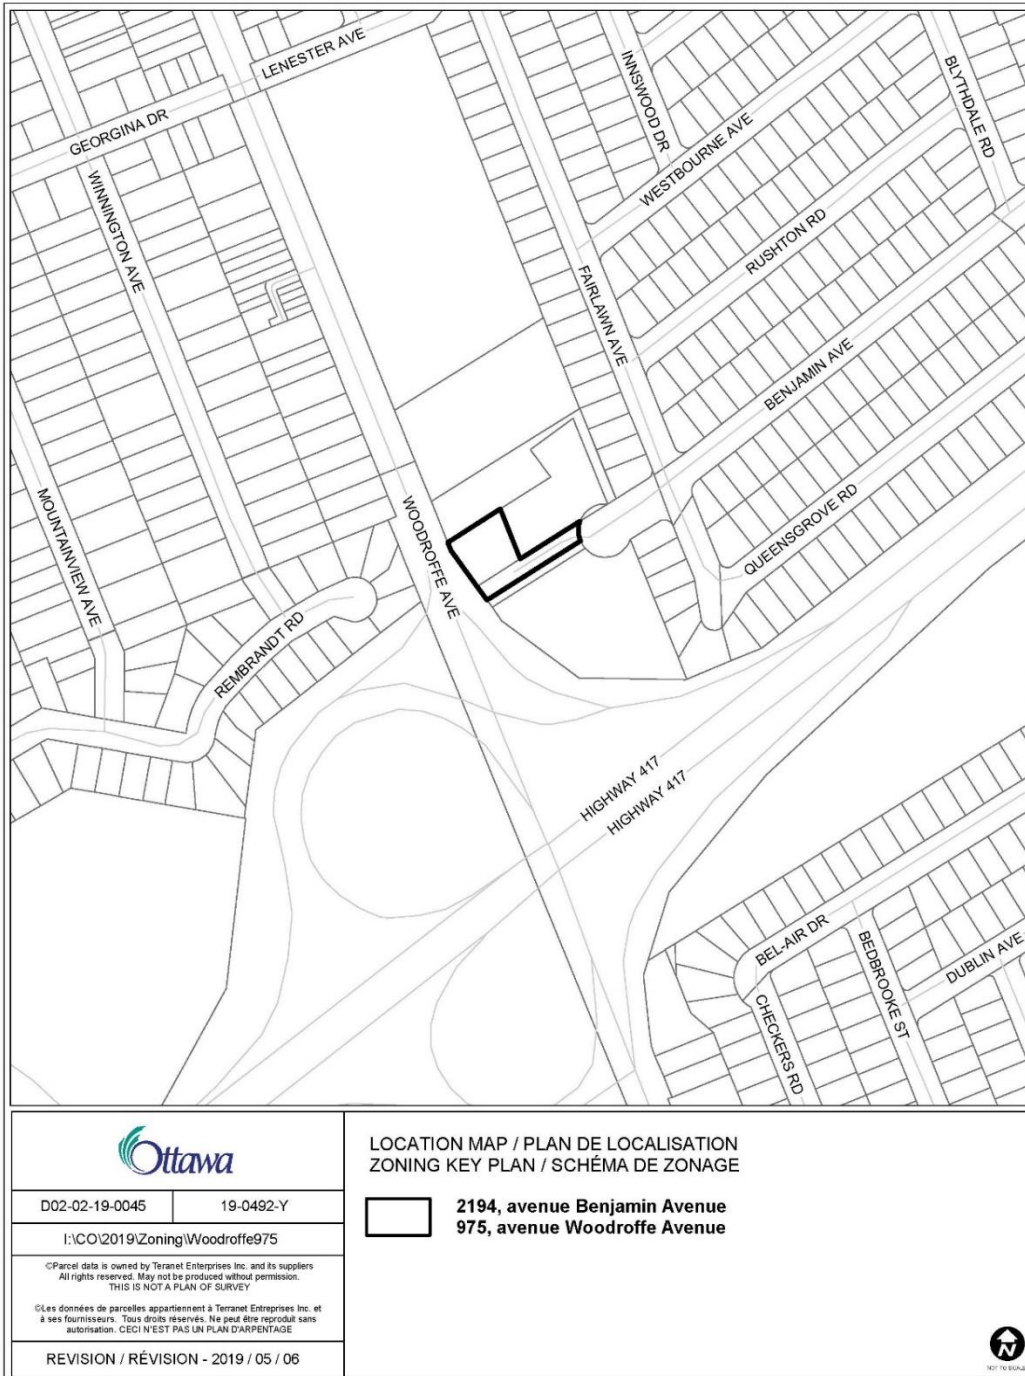 LENESTER AVE
GEORGINA DR
WINNINGTON AVE
INNSWOOD DR
BLYTHDALE RD
WESTBOURNE AVE
RUSHTON RD
FAIRLAWN AVE
BENJAMIN AVE
MOUNTAINVIEW AVE
WOODROFFE AVE
QUEENSGROVE RD
REMBRANDT RD
HIGHWAY 417
HIGHWAY 417
BEL-AIR DR
BEDBROOKE ST
DUBLIN AVE
CHECKERS RD
Ottawa
D02-02-19-0045
19-0492-Y
I:\CO\2019\Zoning\Woodroffe975
©Parcel data is owned by Teranet Enterprises Inc. and its suppliers
All rights reserved. May not be produced without permission.
THIS IS NOT A PLAN OF SURVEY
©Les données de parcelles appartiennent à Terranet Entreprises Inc. et
à ses fournisseurs. Tous droits réservés. Ne peut être reproduit sans
autorisation. CECI N'EST PAS UN PLAN D'ARPENTAGE
REVISION / RÉVISION - 2019 / 05 / 06
LOCATION MAP / PLAN DE LOCALISATION
ZONING KEY PLAN / SCHÉMA DE ZONAGE
2194, avenue Benjamin Avenue
975, avenue Woodroffe Avenue
N
NOT TO SCALE